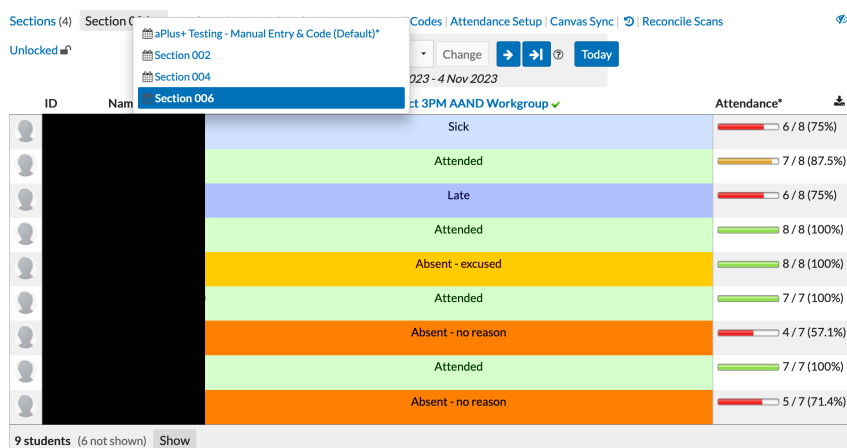 Sections (4) Section Codes | Attendance Setup | Canvas Sync | | Reconcile Scans
aPlus+ Testing - Manual Entry & Code (Default)*
Unlocked
Section 002
Change Today
Section 004
2023 - 4 Nov 2023
Section 006
ID Nam ct 3PM AAND Workgroup Attendance*
Sick 6 / 8 (75%)
Attended 7 / 8 (87.5%)
Late 6 / 8 (75%)
Attended 8 / 8 (100%)
Absent - excused 8 / 8 (100%)
Attended 7 / 7 (100%)
Absent - no reason 4 / 7 (57.1%)
Attended 7 / 7 (100%)
Absent - no reason 5 / 7 (71.4%)
9 students (6 not shown) Show